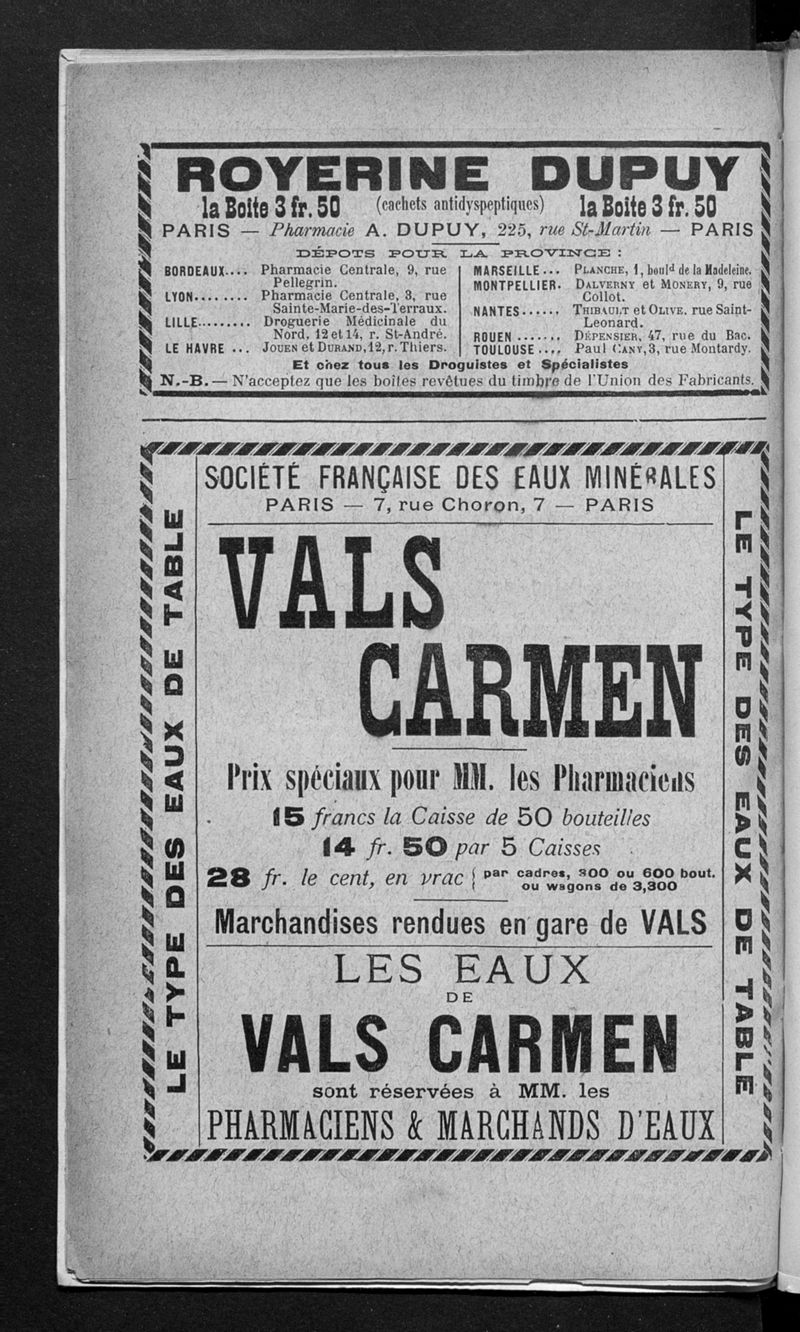 ROYERINE DUPUY
la Boîte 3 fr. 50 (cachets antidyspeptiques) la Boîte 3 fr. 50
PARIS — Pharmacie A. DUPUY, 225, rue St-Martin — PARIS
DÉPOTS POUR LA PROVINCE :
BORDEAUX.... Pharmacie Centrale, 9, rue
Pellegrin.
LYON......... Pharmacie Centrale, 3, rue
Sainte-Marie-des-Terraux.
LILLE......... Droguerie Médicinale du
Nord, 12 et 14, r. St-André.
LE HAVRE ... JOUEN et DURAND, 12, r. Thiers.
MARSEILLE... PLANCHE, 1, boulᵈ de la Madeleine.
MONTPELLIER. DALVERNY et MONERY, 9, rue
Collot.
NANTES...... THIBAULT et OLIVE. rue Saint-
Leonard.
ROUEN ....... DÉPENSIER, 47, rue du Bac.
TOULOUSE .... Paul CANY, 3, rue Montardy.
Et chez tous les Droguistes et Spécialistes
N.-B. — N'acceptez que les boîtes revêtues du timbre de l'Union des Fabricants.
LE TYPE DES EAUX DE TABLE
SOCIÉTÉ FRANÇAISE DES EAUX MINÉRALES
PARIS — 7, rue Choron, 7 — PARIS
VALS
CARMEN
Prix spéciaux pour MM. les Pharmaciens
15 francs la Caisse de 50 bouteilles
14 fr. 50 par 5 Caisses
28 fr. le cent, en vrac { par cadres, 300 ou 600 bout.
ou wagons de 3,300
Marchandises rendues en gare de VALS
LES EAUX
DE
VALS CARMEN
sont réservées à MM. les
PHARMACIENS & MARCHANDS D'EAUX
LE TYPE DES EAUX DE TABLE